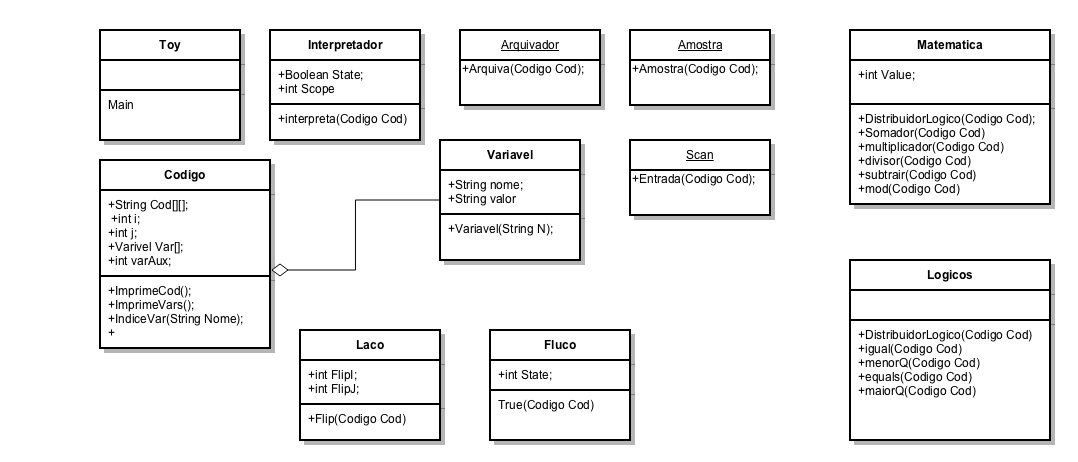 Toy
Main
Interpretador
+Boolean State;
+int Scope
+interpreta(Codigo Cod)
Arquivador
+Arquiva(Codigo Cod);
Amostra
+Amostra(Codigo Cod);
Matematica
+int Value;
+DistribuidorLogico(Codigo Cod);
+Somador(Codigo Cod)
+multiplicador(Codigo Cod)
+divisor(Codigo Cod)
+subtrair(Codigo Cod)
+mod(Codigo Cod)
Codigo
+String Cod[][];
+int i;
+int j;
+Varivel Var[];
+int varAux;
+ImprimeCod();
+ImprimeVars();
+IndiceVar(String Nome);
+
Variavel
+String nome;
+String valor
+Variavel(String N);
Scan
+Entrada(Codigo Cod);
Logicos
+DistribuidorLogico(Codigo Cod)
+igual(Codigo Cod)
+menorQ(Codigo Cod)
+equals(Codigo Cod)
+maiorQ(Codigo Cod)
Laco
+int FlipI;
+int FlipJ;
+Flip(Codigo Cod)
Fluco
+int State;
True(Codigo Cod)